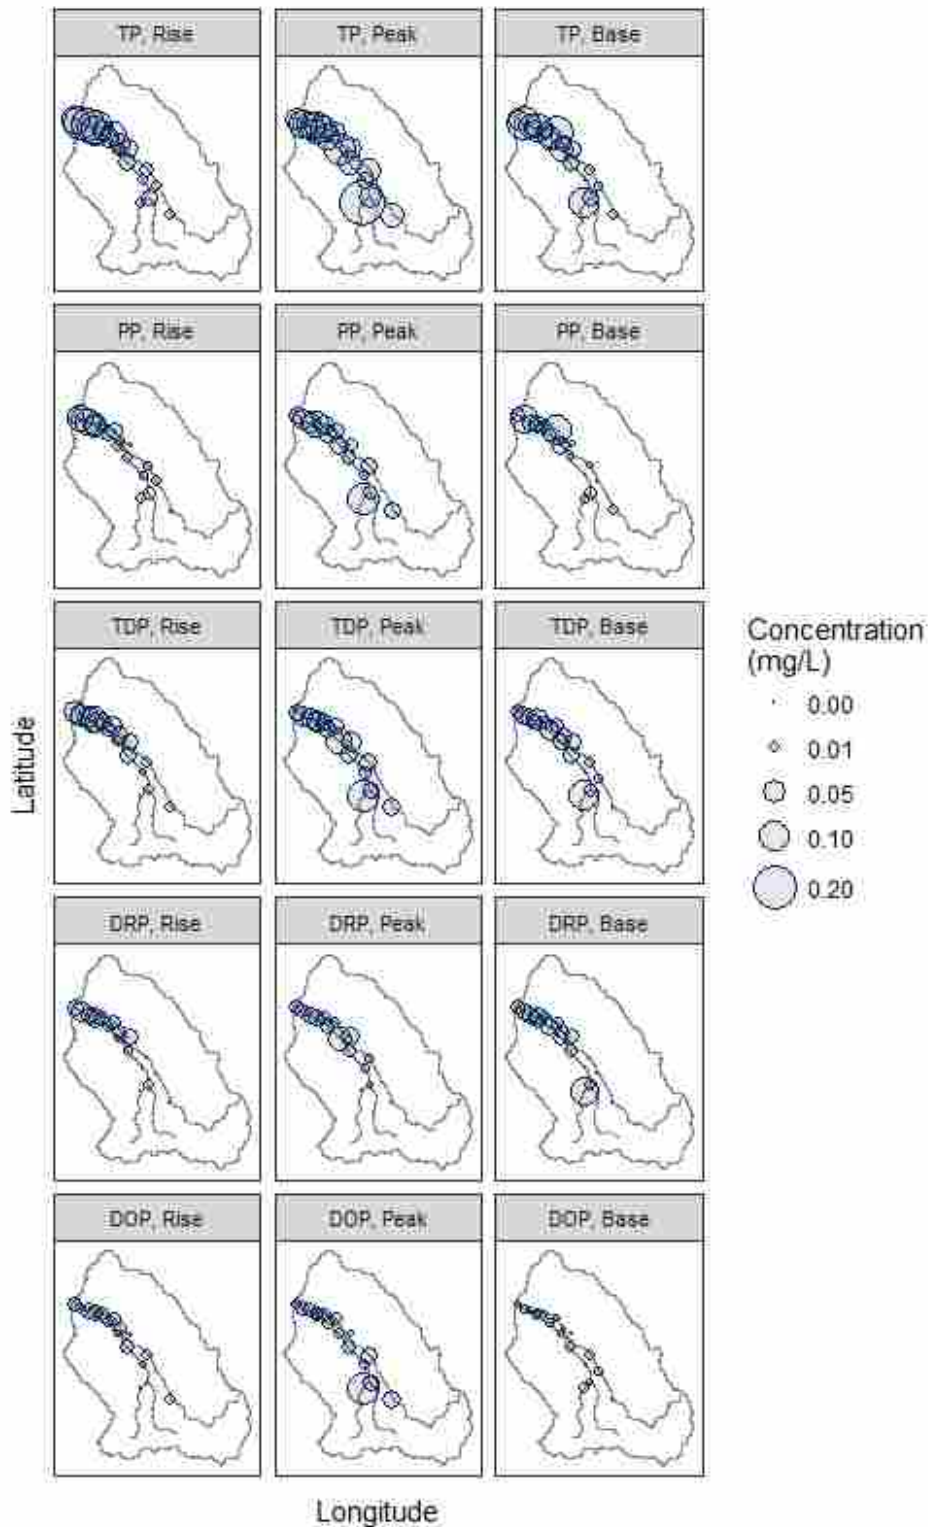 TP, Rise
TP, Peak
TP, Base
PP, Rise
PP, Peak
PP, Base
TDP, Rise
TDP, Peak
TDP, Base
DRP, Rise
DRP, Peak
DRP, Base
DOP, Rise
DOP, Peak
DOP, Base
Latitude
Longitude
Concentration
(mg/L)
0.00
0.01
0.05
0.10
0.20